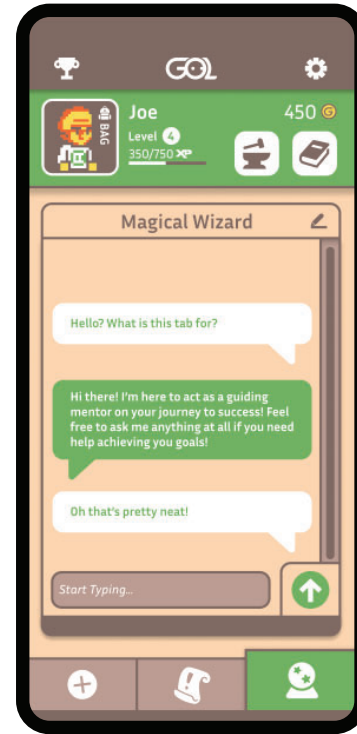 GOL
Joe
450 G
BAG
Level 4
350/750 XP
Magical Wizard
Hello? What is this tab for?
Hi there! I'm here to act as a guiding
mentor on your journey to success! Feel
free to ask me anything at all if you need
help achieving you goals!
Oh that's pretty neat!
Start Typing...